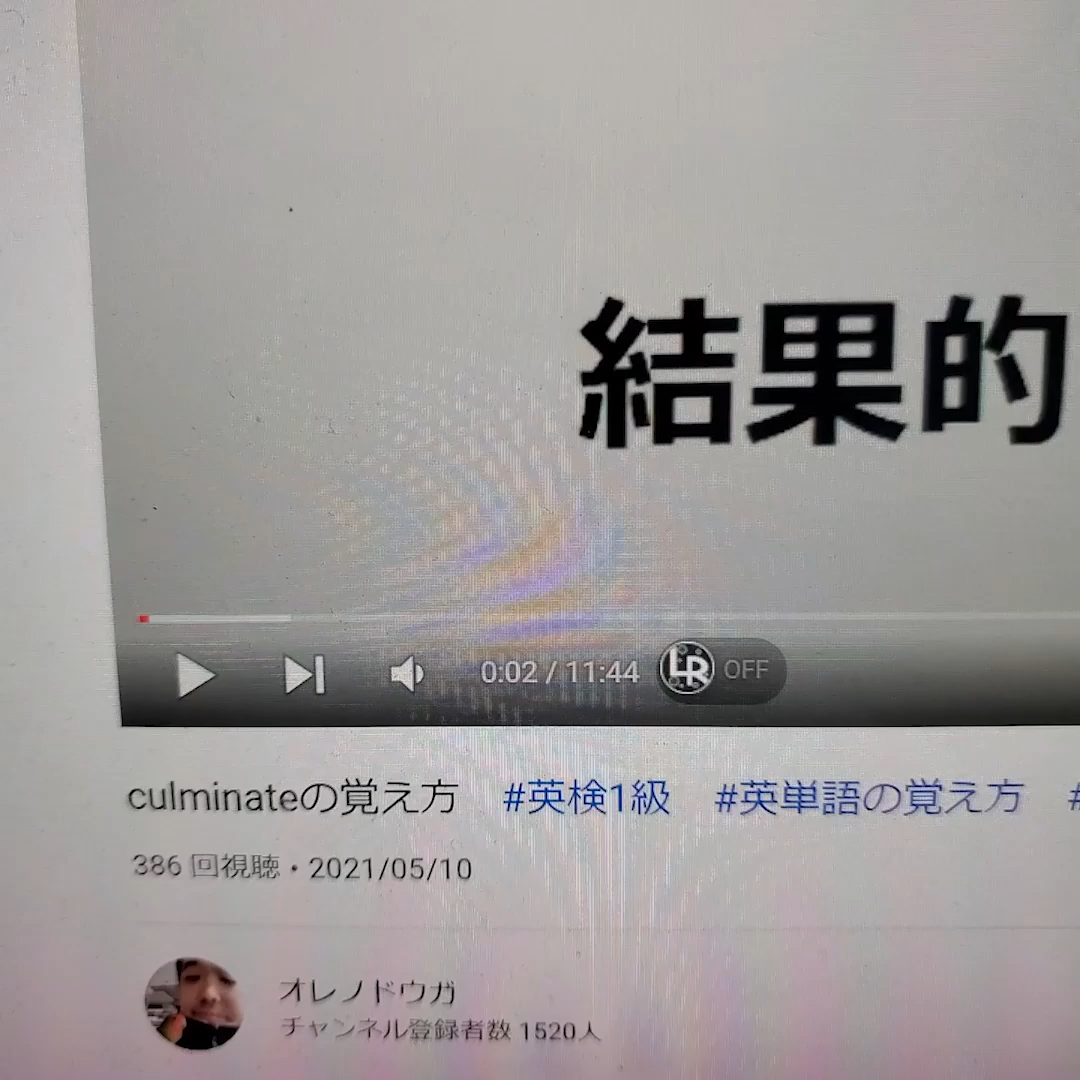 結果的
0:02 / 11:44 LR OFF
culminateの覚え方 #英検1級 #英単語の覚え方 #
386 回視聴・2021/05/10
オレノドウガ
チャンネル登録者数 1520人